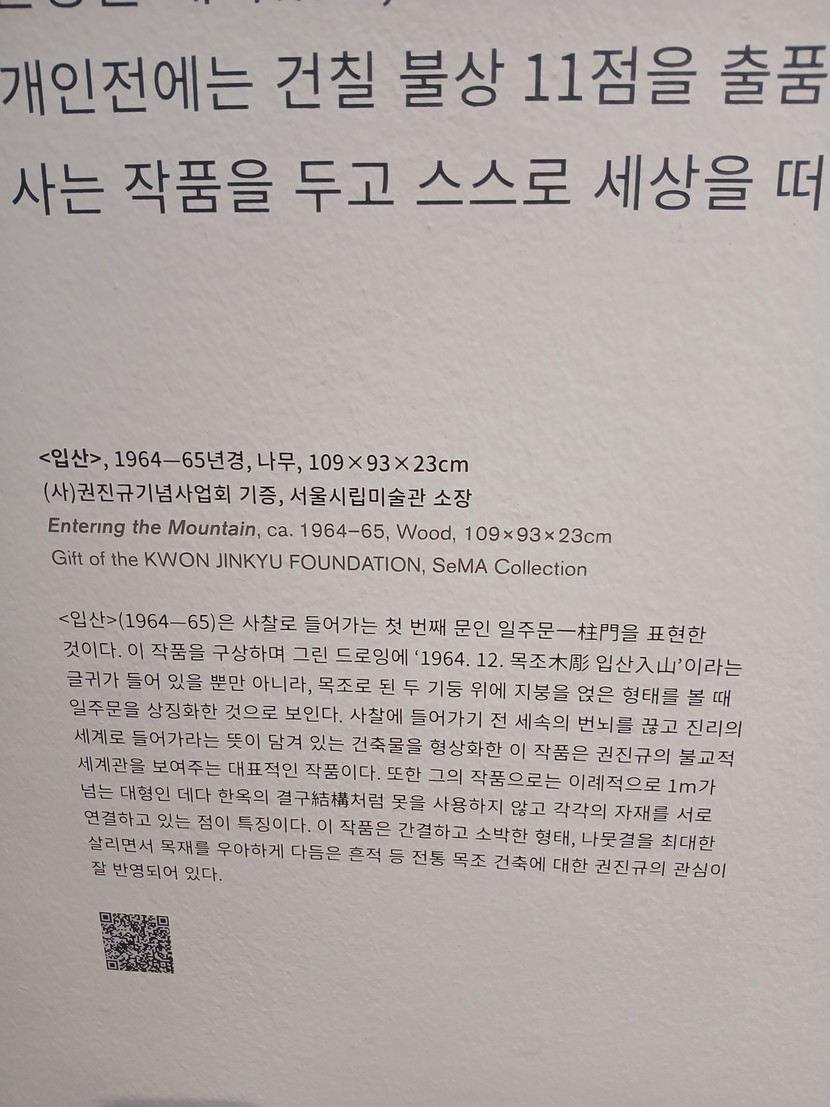 개인전에는 건칠 불상 11점을 출품
사는 작품을 두고 스스로 세상을 떠
<입산>, 1964—65년경, 나무, 109×93×23cm
(사)권진규기념사업회 기증, 서울시립미술관 소장
Entering the Mountain, ca. 1964–65, Wood, 109×93×23cm
Gift of the KWON JINKYU FOUNDATION, SeMA Collection
<입산>(1964—65)은 사찰로 들어가는 첫 번째 문인 일주문一柱門을 표현한
것이다. 이 작품을 구상하며 그린 드로잉에 ‘1964. 12. 목조木彫 입산入山’이라는
글귀가 들어 있을 뿐만 아니라, 목조로 된 두 기둥 위에 지붕을 얹은 형태를 볼 때
일주문을 상징화한 것으로 보인다. 사찰에 들어가기 전 세속의 번뇌를 끊고 진리의
세계로 들어가라는 뜻이 담겨 있는 건축물을 형상화한 이 작품은 권진규의 불교적
세계관을 보여주는 대표적인 작품이다. 또한 그의 작품으로는 이례적으로 1m가
넘는 대형인 데다 한옥의 결구結構처럼 못을 사용하지 않고 각각의 자재를 서로
연결하고 있는 점이 특징이다. 이 작품은 간결하고 소박한 형태, 나뭇결을 최대한
살리면서 목재를 우아하게 다듬은 흔적 등 전통 목조 건축에 대한 권진규의 관심이
잘 반영되어 있다.